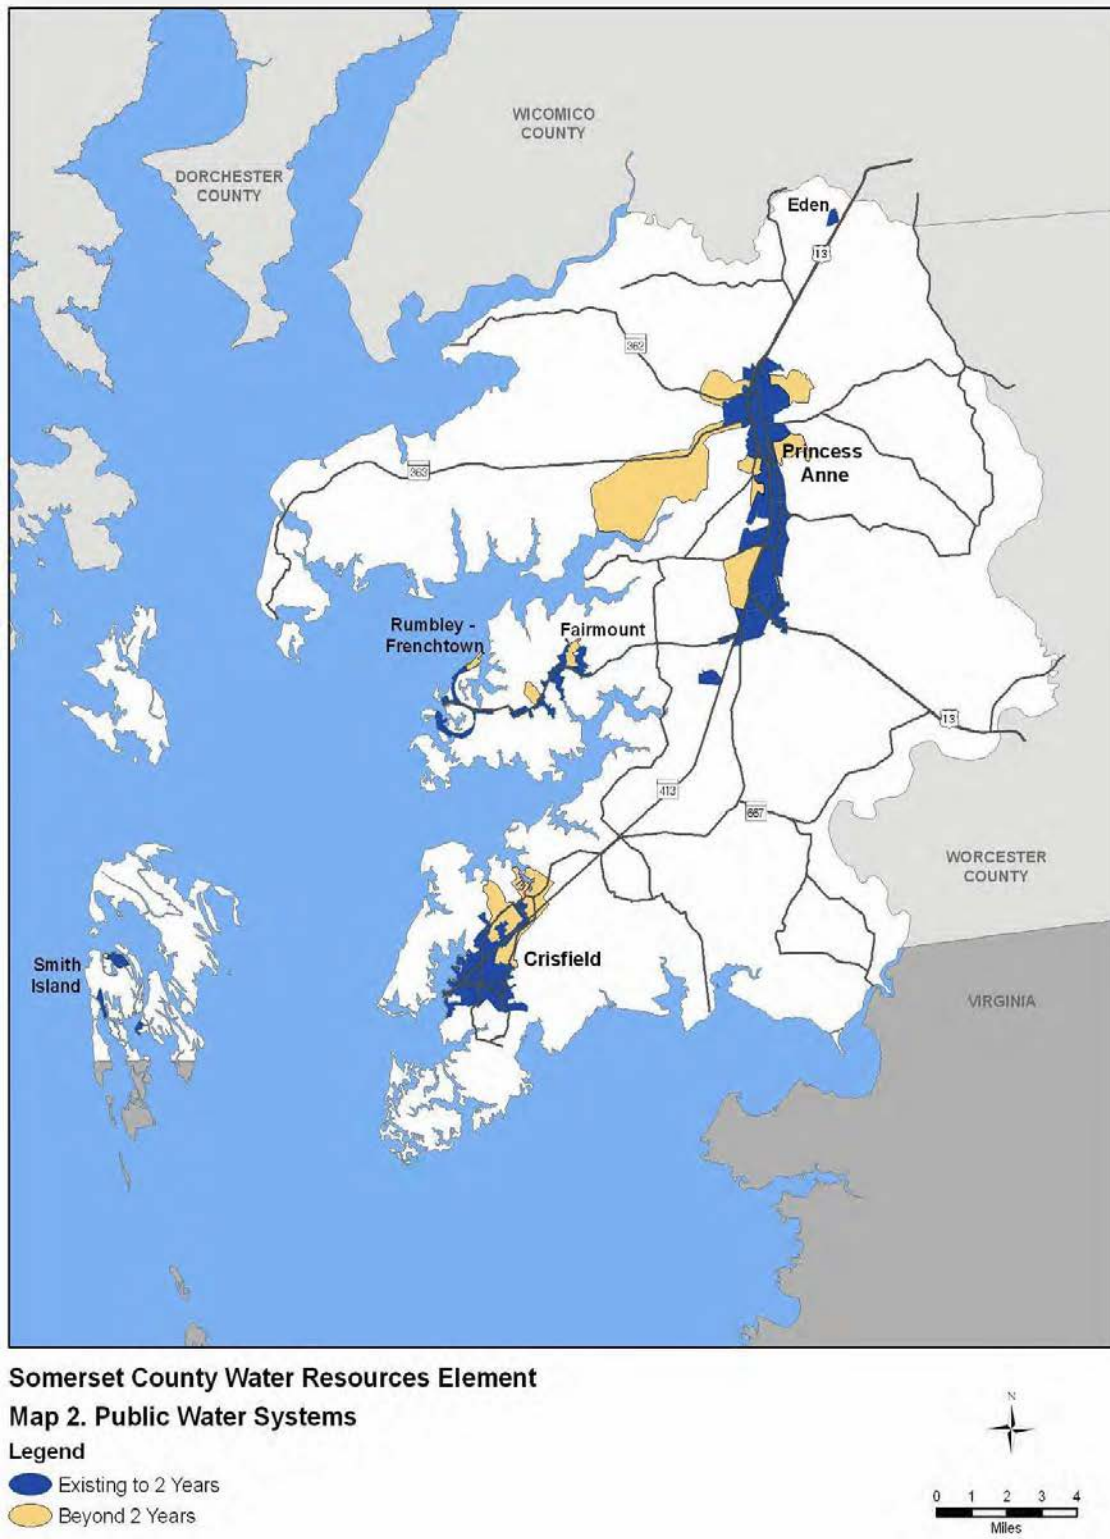 WICOMICO
COUNTY
DORCHESTER
COUNTY
Eden
13
362
363
Princess
Anne
Rumbley -
Frenchtown
Fairmount
13
413
667
WORCESTER
COUNTY
Smith
Island
Crisfield
VIRGINIA
Somerset County Water Resources Element
Map 2. Public Water Systems
Legend
Existing to 2 Years
Beyond 2 Years
N
0 1 2 3 4
Miles